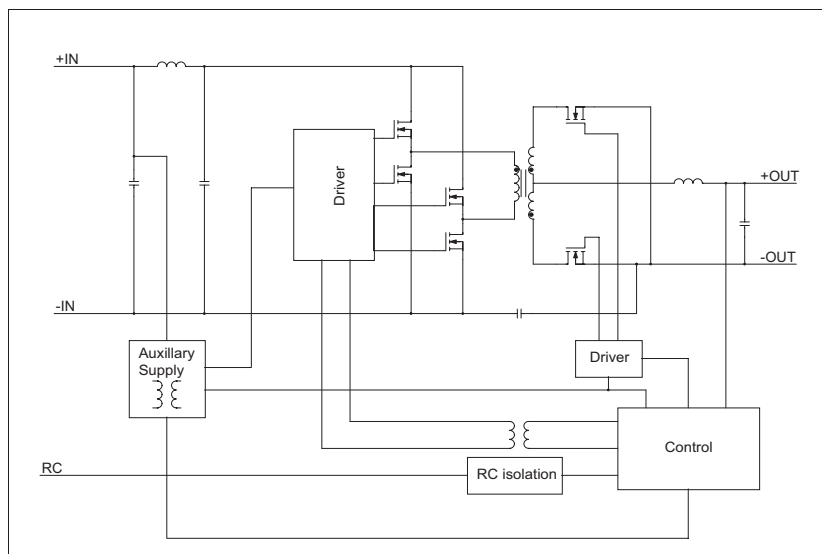 +IN
Driver
+OUT
-OUT
-IN
Auxillary
Supply
Driver
Control
RC
RC isolation